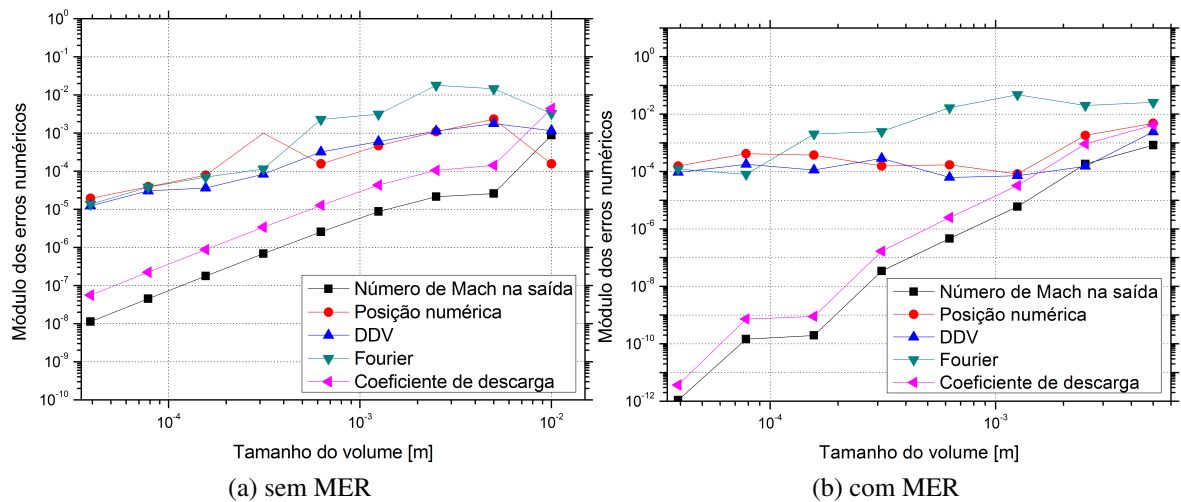 10^0
10^-1
10^-2
10^-3
10^-4
10^-5
10^-6
10^-7
10^-8
10^-9
10^-10
Módulo dos erros numéricos
Número de Mach na saída
Posição numérica
DDV
Fourier
Coeficiente de descarga
10^-4 10^-3 10^-2
Tamanho do volume [m]
(a) sem MER
10^0
10^-2
10^-4
10^-6
10^-8
10^-10
10^-12
Módulo dos erros numéricos
Número de Mach na saída
Posição numérica
DDV
Fourier
Coeficiente de descarga
10^-4 10^-3
Tamanho do volume [m]
(b) com MER